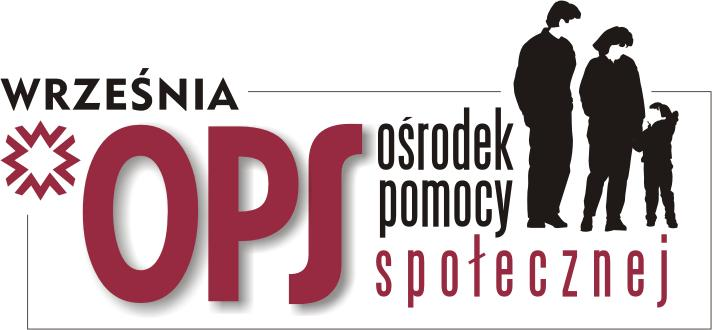 WRZEŚNIA
OPS
ośrodek
pomocy
społecznej